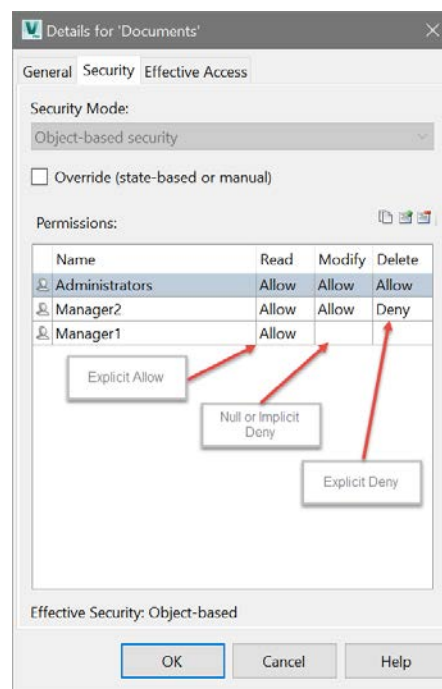 Details for 'Documents'
General Security Effective Access
Security Mode:
Object-based security
Override (state-based or manual)
Permissions:
Name Read Modify Delete
Administrators Allow Allow Allow
Manager2 Allow Allow Deny
Manager1 Allow
Explicit Allow
Null or Implicit
Deny
Explicit Deny
Effective Security: Object-based
OK Cancel Help